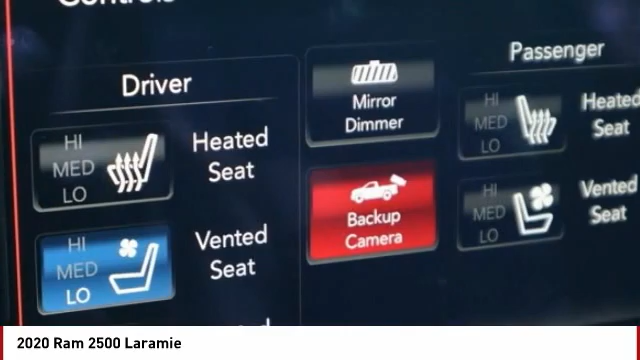 Controls
Driver
HI
MED
LO
Heated
Seat
HI
MED
LO
Vented
Seat
Mirror
Dimmer
Backup
Camera
Passenger
HI
MED
LO
Heated
Seat
HI
MED
LO
Vented
Seat
2020 Ram 2500 Laramie